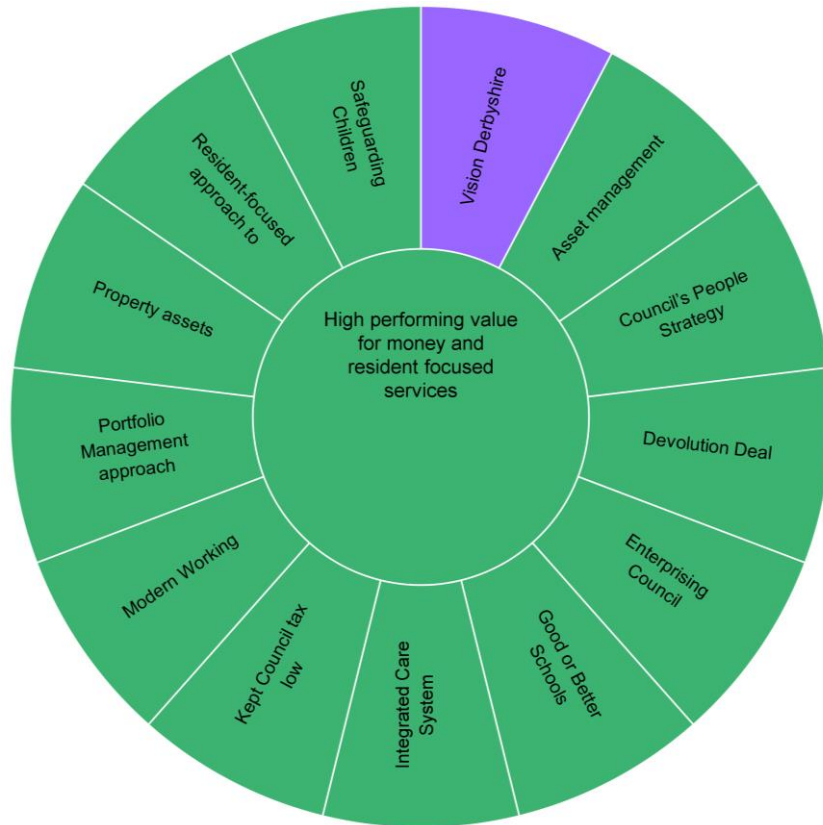 Vision Derbyshire
Asset management
Council's People
Strategy
Devolution Deal
Enterprising
Council
Good or Better
Schools
Integrated Care
System
Kept Council tax
low
Modern Working
Portfolio
Management
approach
Property assets
Resident-focused
approach to
Safeguarding
Children
High performing value
for money and
resident focused
services